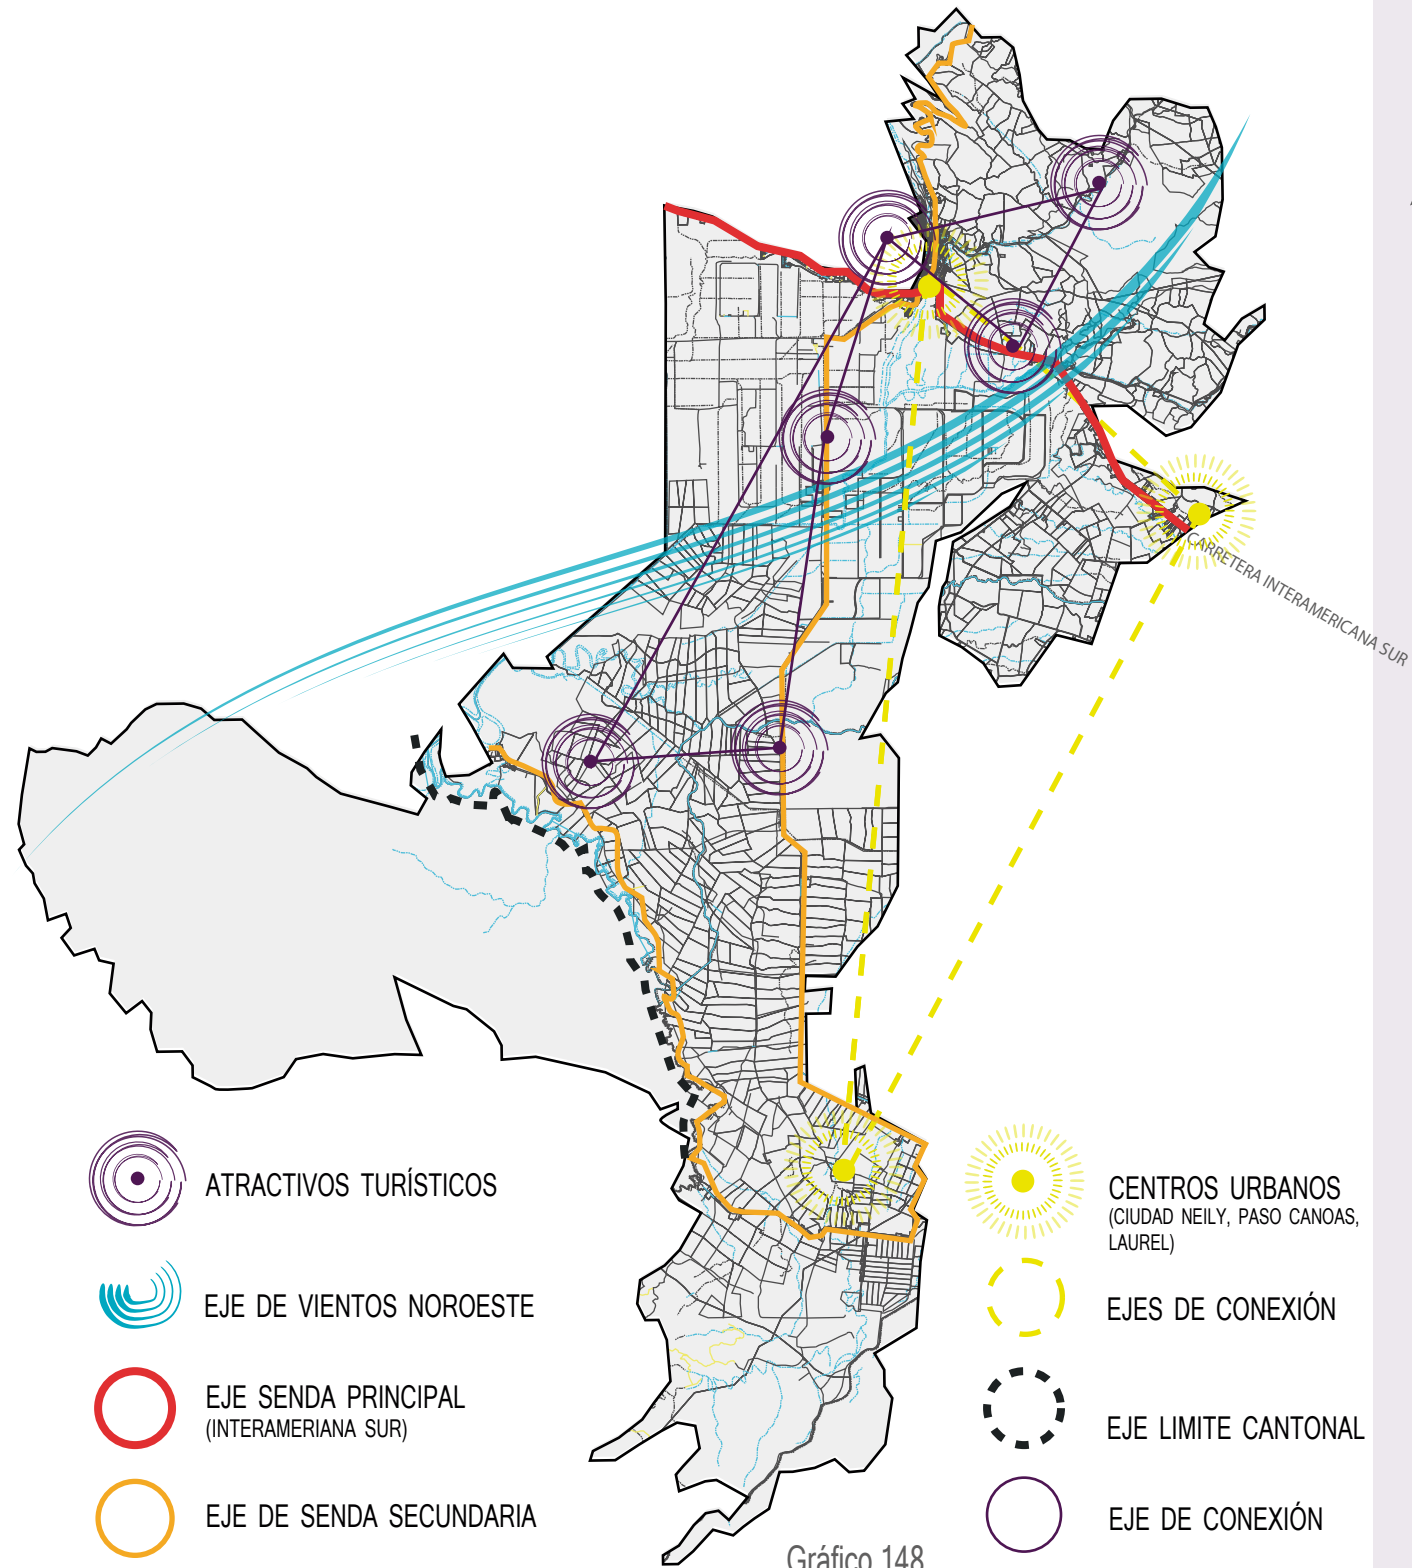 CARRETERA INTERAMERICANA SUR
ATRACTIVOS TURÍSTICOS
EJE DE VIENTOS NOROESTE
EJE SENDA PRINCIPAL
(INTERAMERIANA SUR)
EJE DE SENDA SECUNDARIA
CENTROS URBANOS
(CIUDAD NEILY, PASO CANOAS,
LAUREL)
EJES DE CONEXIÓN
EJE LIMITE CANTONAL
EJE DE CONEXIÓN
Gráfico 148